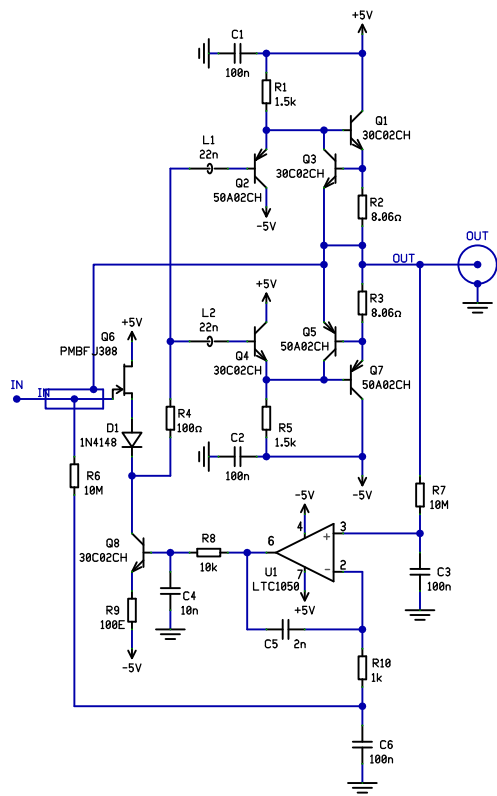 +5V
C1
100n
R1
1.5k
Q1
30C02CH
L1
22n
Q3
30C02CH
Q2
50A02CH
-5V
R2
8.06Ω
OUT
OUT
+5V
R3
8.06Ω
L2
22n
Q5
50A02CH
Q4
30C02CH
Q7
50A02CH
Q6
+5V
PMBFJ308
IN
IN
D1
1N4148
R4
100Ω
R5
1.5k
C2
100n
-5V
R6
10M
-5V
R7
10M
Q8
30C02CH
R8
10k
6
4
3
+
2
-
7
U1
LTC1050
+5V
C3
100n
C4
10n
R9
100E
-5V
C5
2n
R10
1k
C6
100n